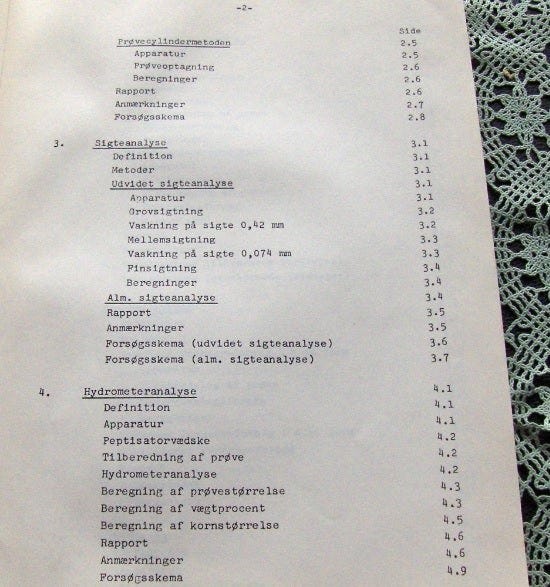 -2-
Side
Prøvecylindermetoden 2.5
Apparatur 2.5
Prøveoptagning 2.6
Beregninger 2.6
Rapport 2.6
Anmærkninger 2.7
Forsøgsskema 2.8
3. Sigteanalyse 3.1
Definition 3.1
Metoder 3.1
Udvidet sigteanalyse 3.1
Apparatur 3.1
Grovsigtning 3.2
Vaskning på sigte 0,42 mm 3.2
Mellemsigtning 3.3
Vaskning på sigte 0,074 mm 3.3
Finsigtning 3.4
Beregninger 3.4
Alm. sigteanalyse 3.4
Rapport 3.5
Anmærkninger 3.5
Forsøgsskema (udvidet sigteanalyse) 3.6
Forsøgsskema (alm. sigteanalyse) 3.7
4. Hydrometeranalyse 4.1
Definition 4.1
Apparatur 4.1
Peptisatorvædske 4.2
Tilberedning af prøve 4.2
Hydrometeranalyse 4.2
Beregning af prøvestørrelse 4.3
Beregning af vægtprocent 4.3
Beregning af kornstørrelse 4.5
Rapport 4.6
Anmærkninger 4.6
Forsøgsskema 4.9